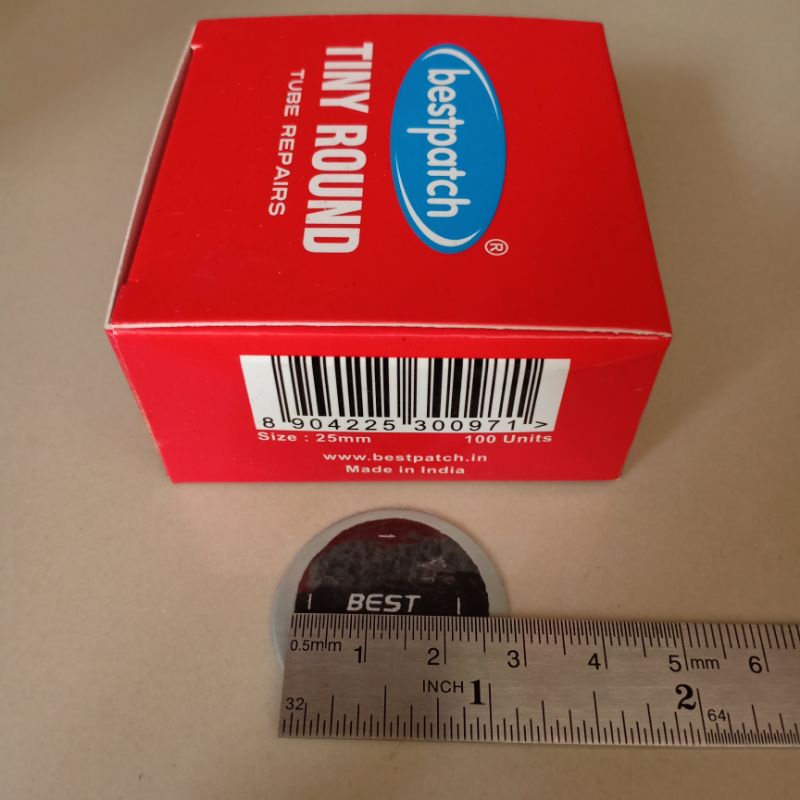 bestpatch®
TINY ROUND
TUBE REPAIRS
8 904225 300971 >
Size : 25mm 100 Units
www.bestpatch.in
Made in India
BEST
0.5mm 1 2 3 4 5 mm 6
INCH 1 2
32 64